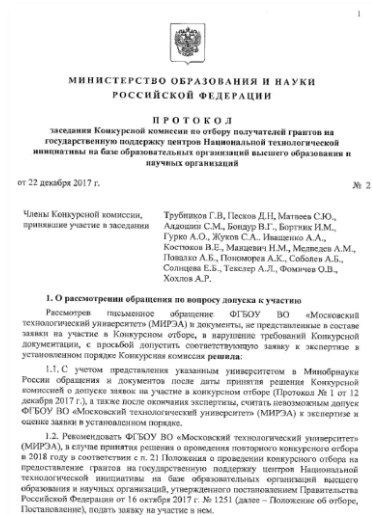 1
МИНИСТЕРСТВО ОБРАЗОВАНИЯ И НАУКИ
РОССИЙСКОЙ ФЕДЕРАЦИИ
П Р О Т О К О Л
заседания Конкурсной комиссии по отбору получателей грантов на
государственную поддержку центров Национальной технологической
инициативы на базе образовательных организаций высшего образования и
научных организаций
от 22 декабря 2017 г. № 2
Члены Конкурсной комиссии,
принявшие участие в заседании
Трубников Г.В, Песков Д.Н, Матвеев С.Ю.,
Алдошин С.М., Бондур В.Г., Бортник И.М.,
Гурко А.О., Жуков С.А.. Иващенко А.А.,
Костюков В.Е., Манцевич Н.М., Медведев А.М.,
Повалко А.Б., Пономорев А.К., Соболев А.Б.,
Солнцева Е.Б., Текслер А.Л., Фомичев О.В.,
Хохлов А.Р.
1. О рассмотрении обращения по вопросу допуска к участию
Рассмотрев письменное обращение ФГБОУ ВО «Московский
технологический университет» (МИРЭА) и документы, не представленные в составе
заявки на участие в Конкурсном отборе, в нарушение требований Конкурсной
документации, с просьбой допустить соответствующую заявку к экспертизе в
установленном порядке Конкурсная комиссия решила:
1.1. С учетом представления указанным университетом в Минобрнауки
России обращения и документов после даты принятия решения Конкурсной
комиссией о допуске заявок на участие в конкурсном отборе (Протокол № 1 от 12
декабря 2017 г.), а также после окончания экспертизы, считать невозможным допуск
ФГБОУ ВО «Московский технологический университет» (МИРЭА) к экспертизе и
оценке заявки в установленном порядке.
1.2. Рекомендовать ФГБОУ ВО «Московский технологический университет»
(МИРЭА), в случае принятия решения о проведении повторного конкурсного отбора
в 2018 году в соответствии с п. 21 Положения о проведении конкурсного отбора на
предоставление грантов на государственную поддержку центров Национальной
технологической инициативы на базе образовательных организаций высшего
образования и научных организаций, утвержденного постановлением Правительства
Российской Федерации от 16 октября 2017 г. № 1251 (далее – Положение об отборе,
Постановление), подать заявку на участие в нем.